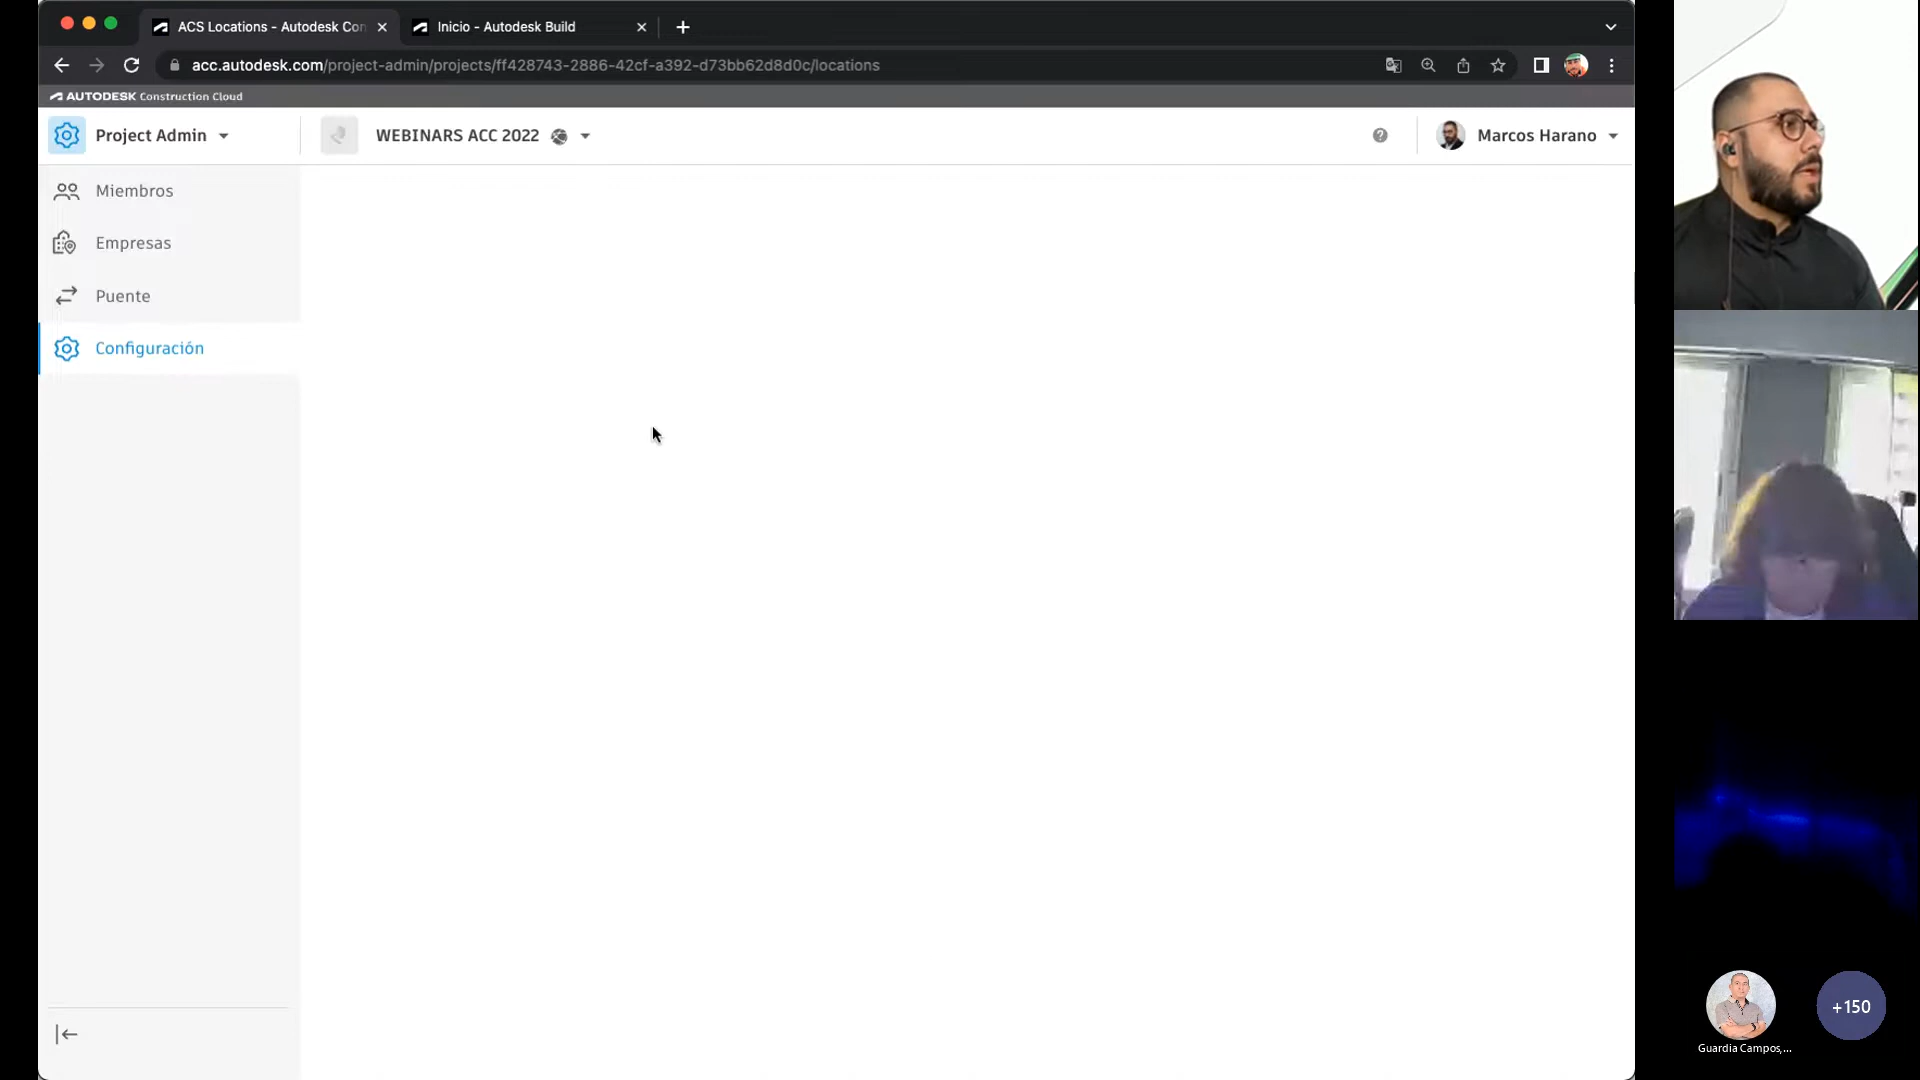 ACS Locations - Autodesk Con
Inicio - Autodesk Build
acc.autodesk.com/project-admin/projects/ff428743-2886-42cf-a392-d73bb62d8d0c/locations
AUTODESK Construction Cloud
Project Admin
WEBINARS ACC 2022
Marcos Harano
Miembros
Empresas
Puente
Configuración
+150
Guardia Campos,...